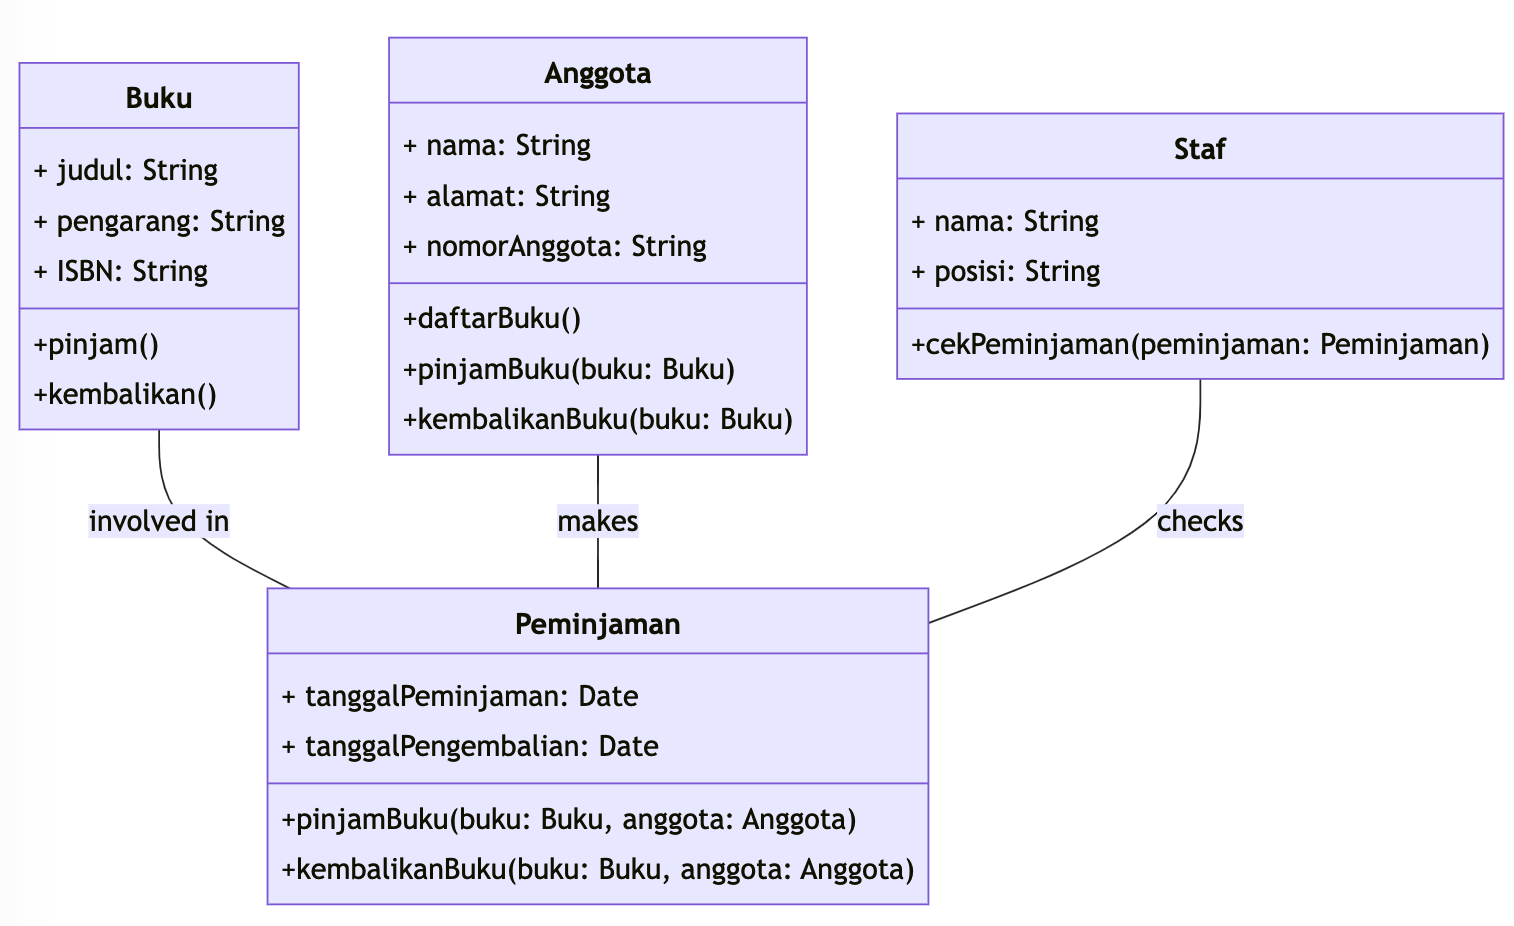 Buku
+ judul: String
+ pengarang: String
+ ISBN: String
+pinjam()
+kembalikan()
Anggota
+ nama: String
+ alamat: String
+ nomorAnggota: String
+daftarBuku()
+pinjamBuku(buku: Buku)
+kembalikanBuku(buku: Buku)
Staf
+ nama: String
+ posisi: String
+cekPeminjaman(peminjaman: Peminjaman)
involved in
makes
checks
Peminjaman
+ tanggalPeminjaman: Date
+ tanggalPengembalian: Date
+pinjamBuku(buku: Buku, anggota: Anggota)
+kembalikanBuku(buku: Buku, anggota: Anggota)